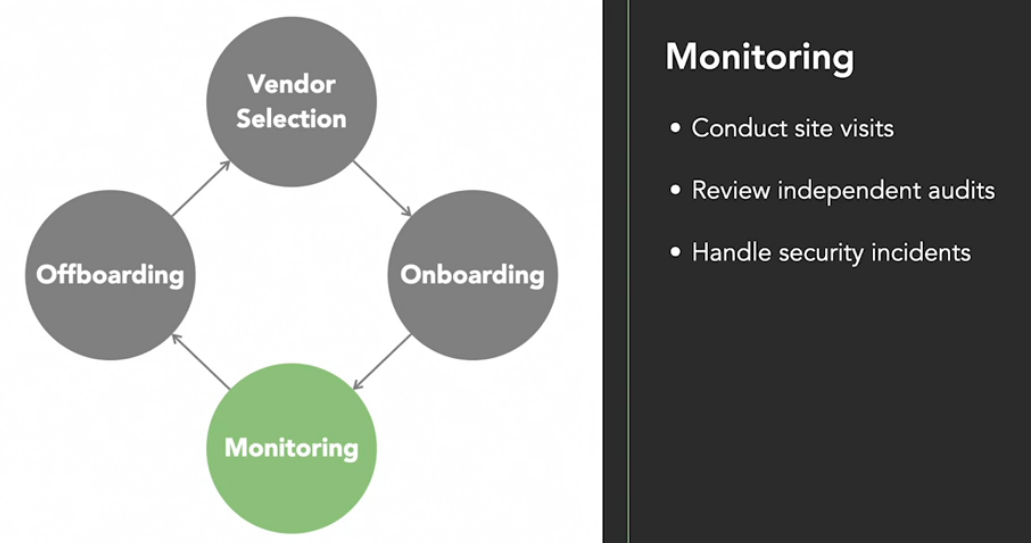 Vendor
Selection
Offboarding
Onboarding
Monitoring
Monitoring
• Conduct site visits
• Review independent audits
• Handle security incidents